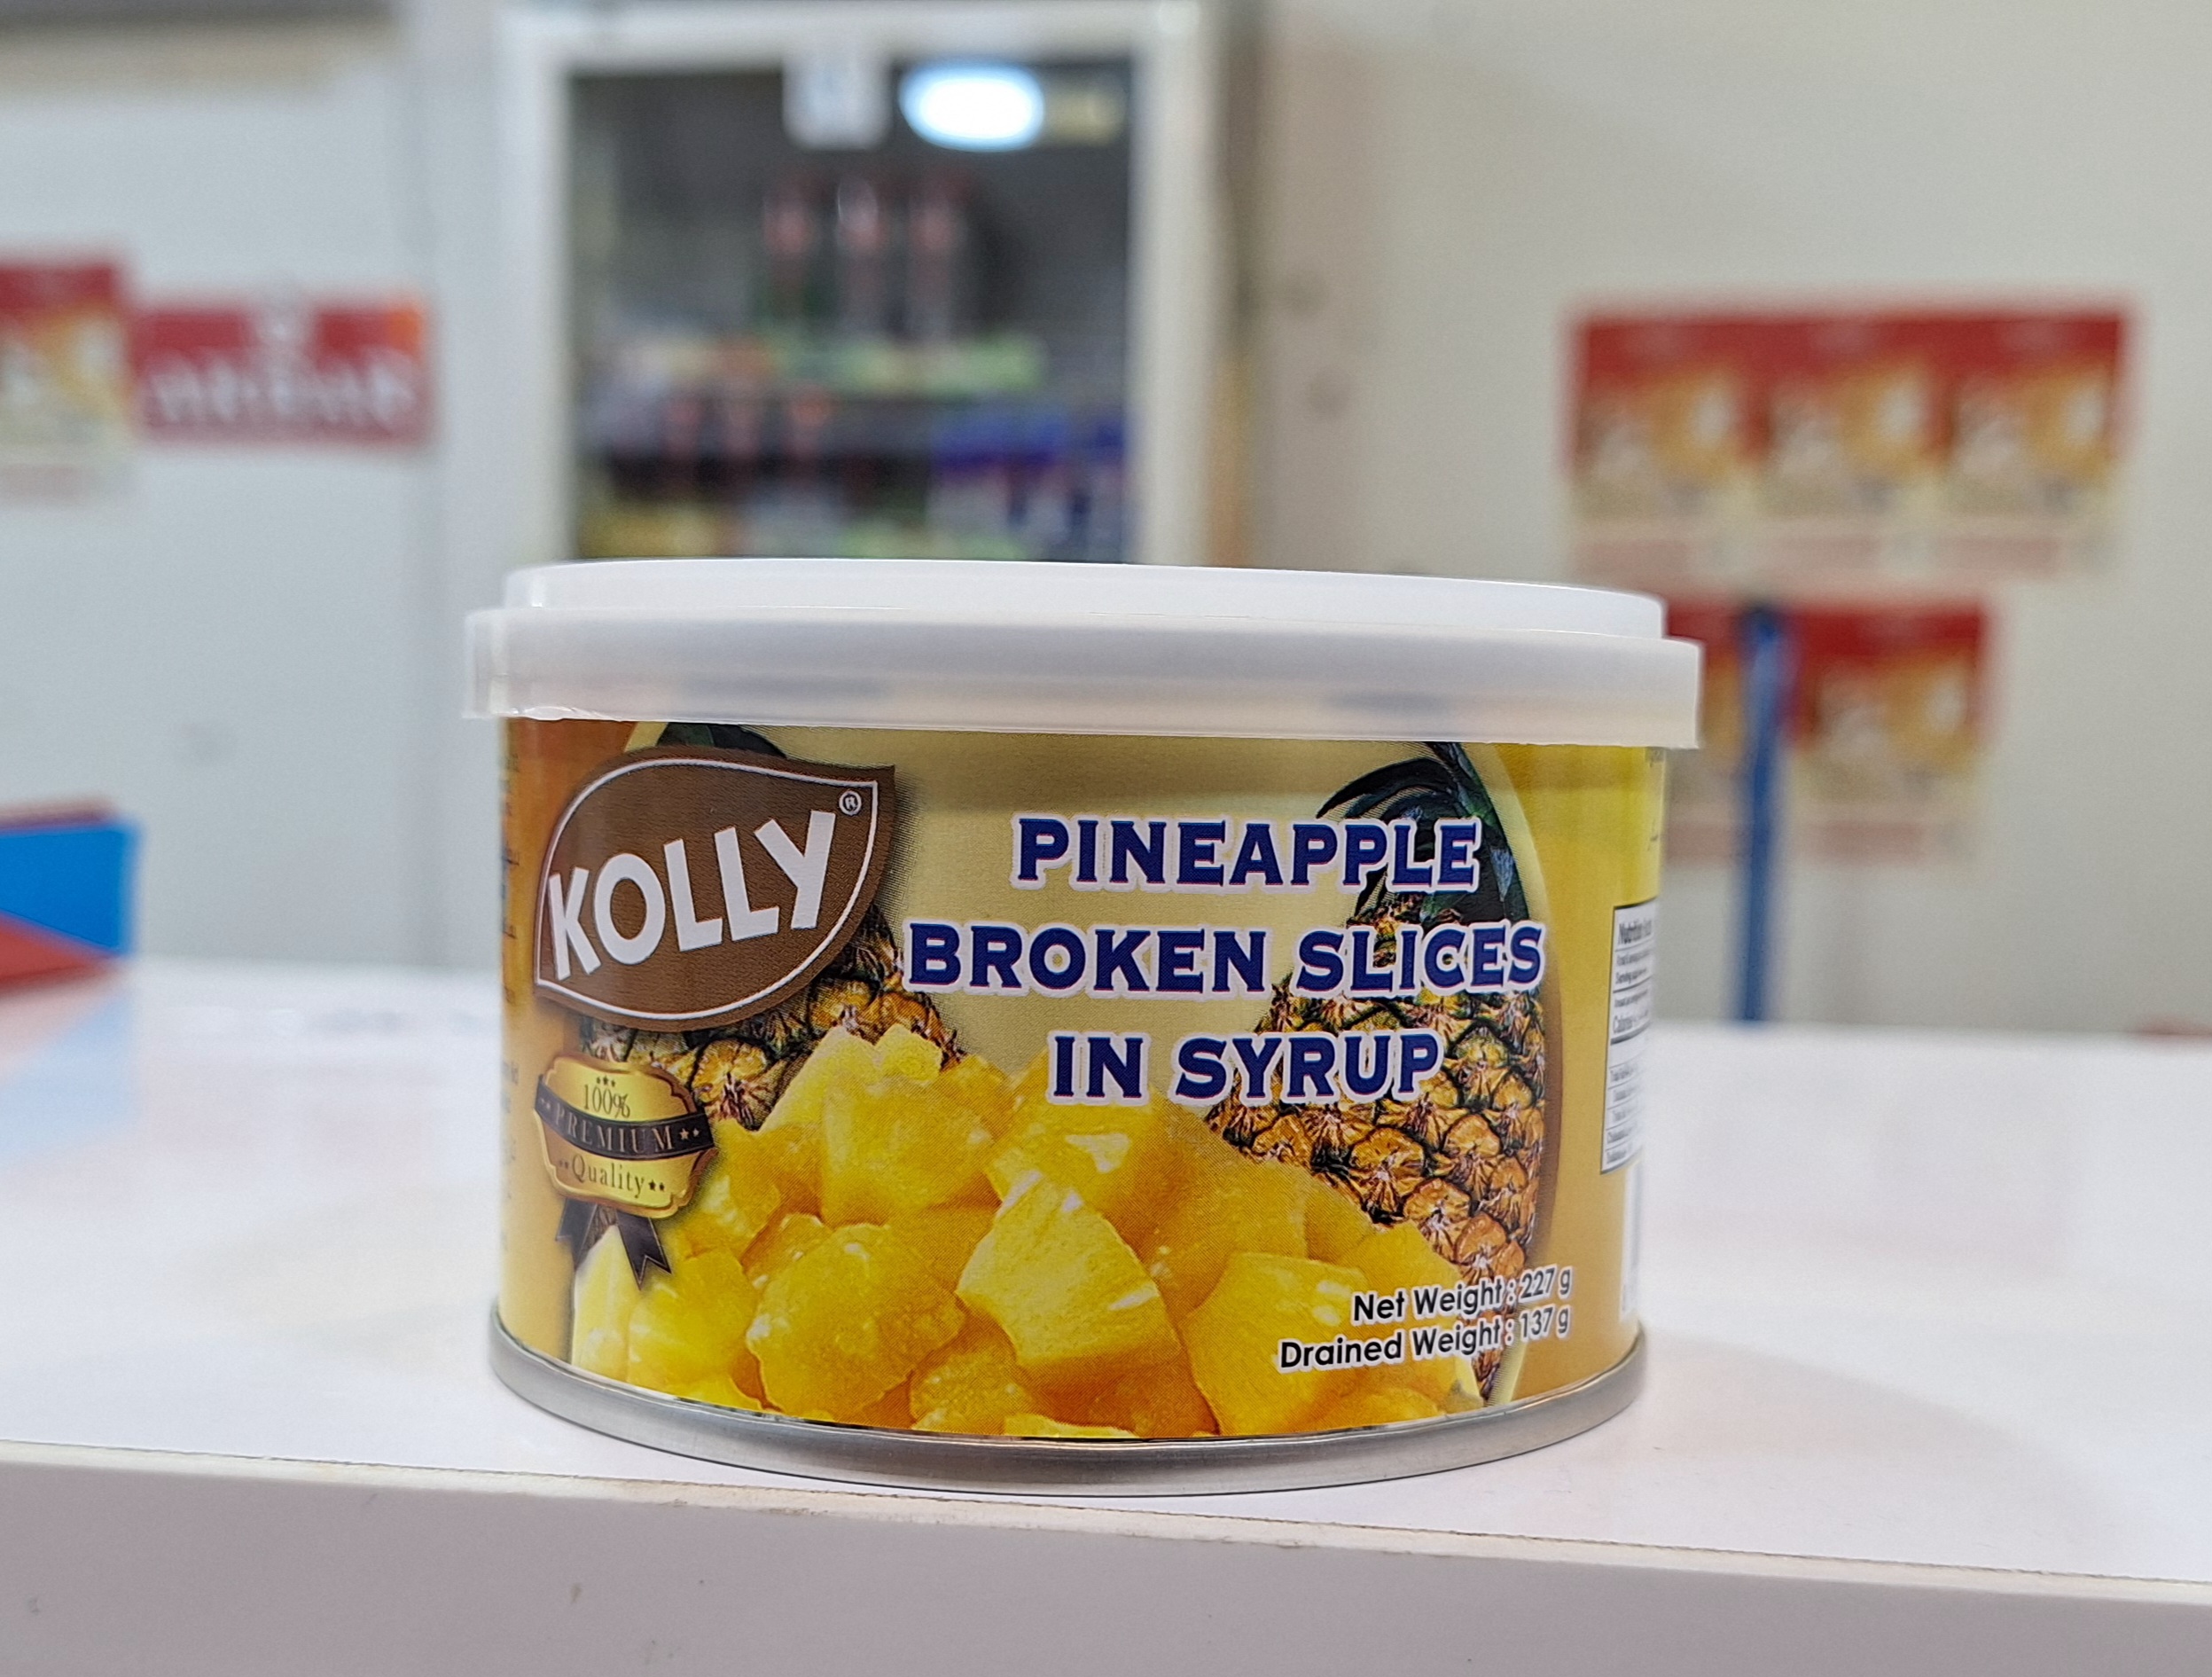 KOLLY®
PINEAPPLE
BROKEN SLICES
IN SYRUP
100%
PREMIUM
Quality
Net Weight : 227 g
Drained Weight : 137 g